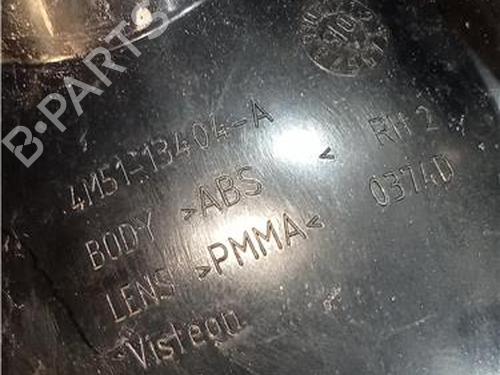 B-PARTS
4M51-13404-A
BODY >ABS < RH 2
LENS >PMMA< 0374D
Visteon